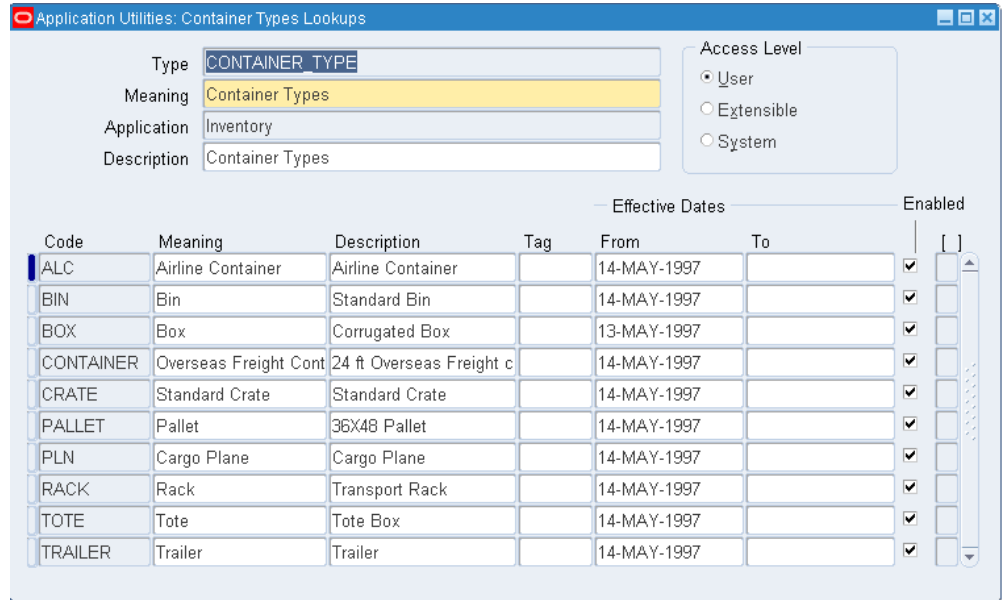 Application Utilities: Container Types Lookups
Type CONTAINER_TYPE
Meaning Container Types
Application Inventory
Description Container Types
Access Level
User
Extensible
System
Effective Dates Enabled
Code Meaning Description Tag From To [ ]
ALC Airline Container Airline Container 14-MAY-1997
BIN Bin Standard Bin 14-MAY-1997
BOX Box Corrugated Box 13-MAY-1997
CONTAINER Overseas Freight Cont 24 ft Overseas Freight c 14-MAY-1997
CRATE Standard Crate Standard Crate 14-MAY-1997
PALLET Pallet 36X48 Pallet 14-MAY-1997
PLN Cargo Plane Cargo Plane 14-MAY-1997
RACK Rack Transport Rack 14-MAY-1997
TOTE Tote Tote Box 14-MAY-1997
TRAILER Trailer Trailer 14-MAY-1997